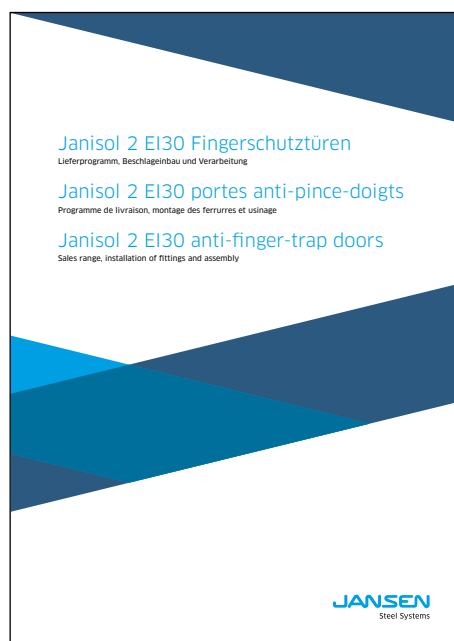 Janisol 2 EI30 Fingerschutztüren
Lieferprogramm, Beschlageinbau und Verarbeitung
Janisol 2 EI30 portes anti-pince-doigts
Programme de livraison, montage des ferrurres et usinage
Janisol 2 EI30 anti-finger-trap doors
Sales range, installation of fittings and assembly
JANSEN
Steel Systems